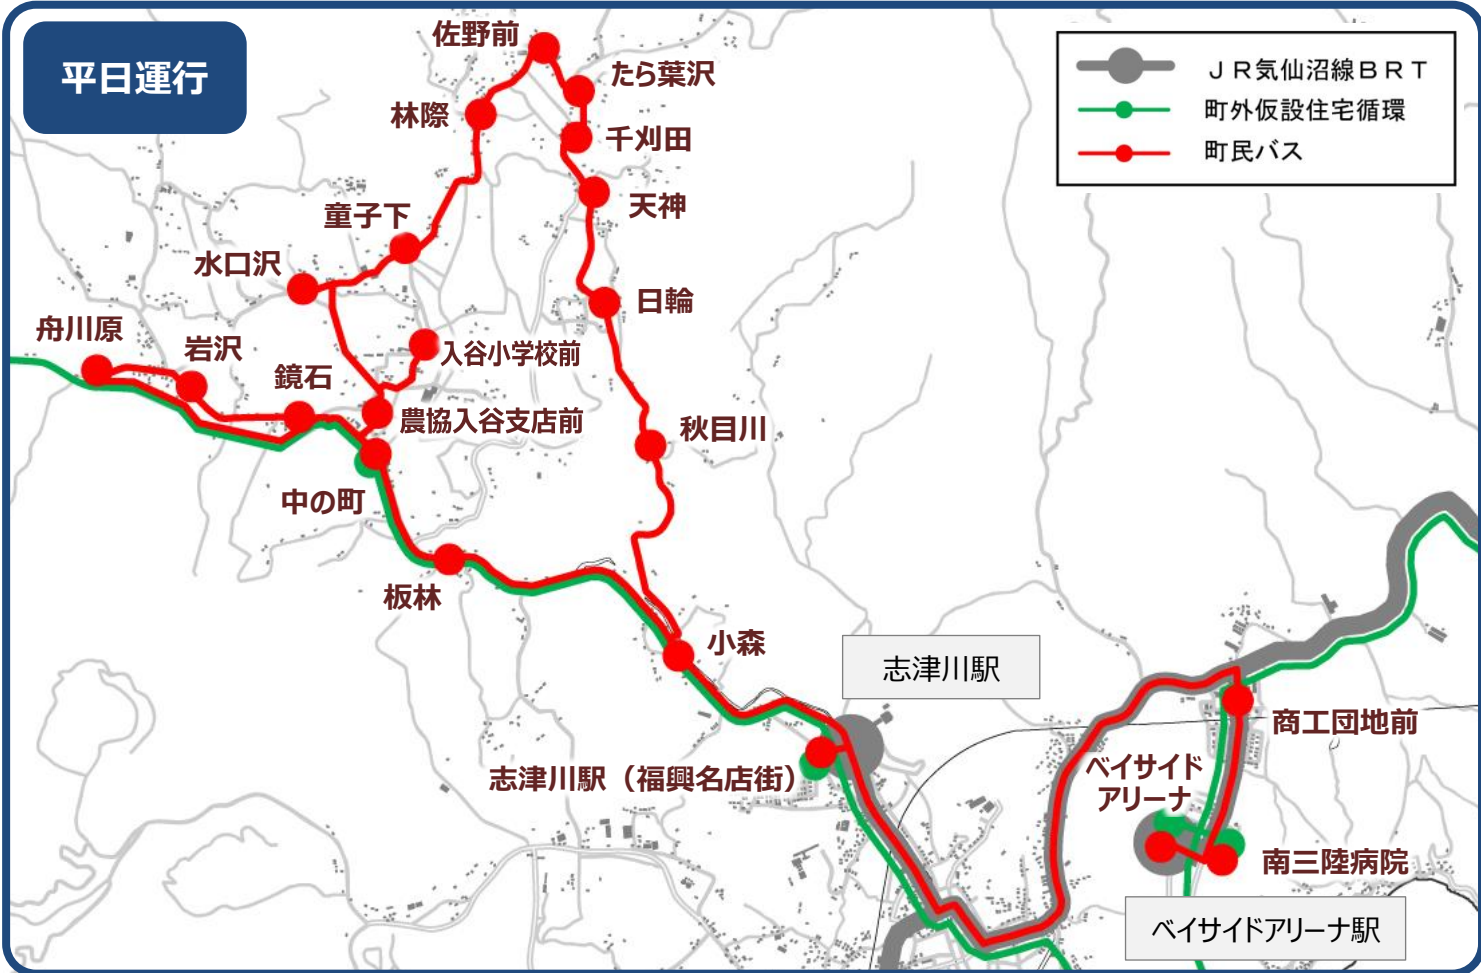 平日運行
JR気仙沼線BRT
町外仮設住宅循環
町民バス
佐野前
たら葉沢
林際
千刈田
天神
童子下
水口沢
日輪
舟川原
岩沢
入谷小学校前
鏡石
農協入谷支店前
秋目川
中の町
板林
小森
志津川駅
商工団地前
志津川駅（福興名店街）
ベイサイド
アリーナ
南三陸病院
ベイサイドアリーナ駅